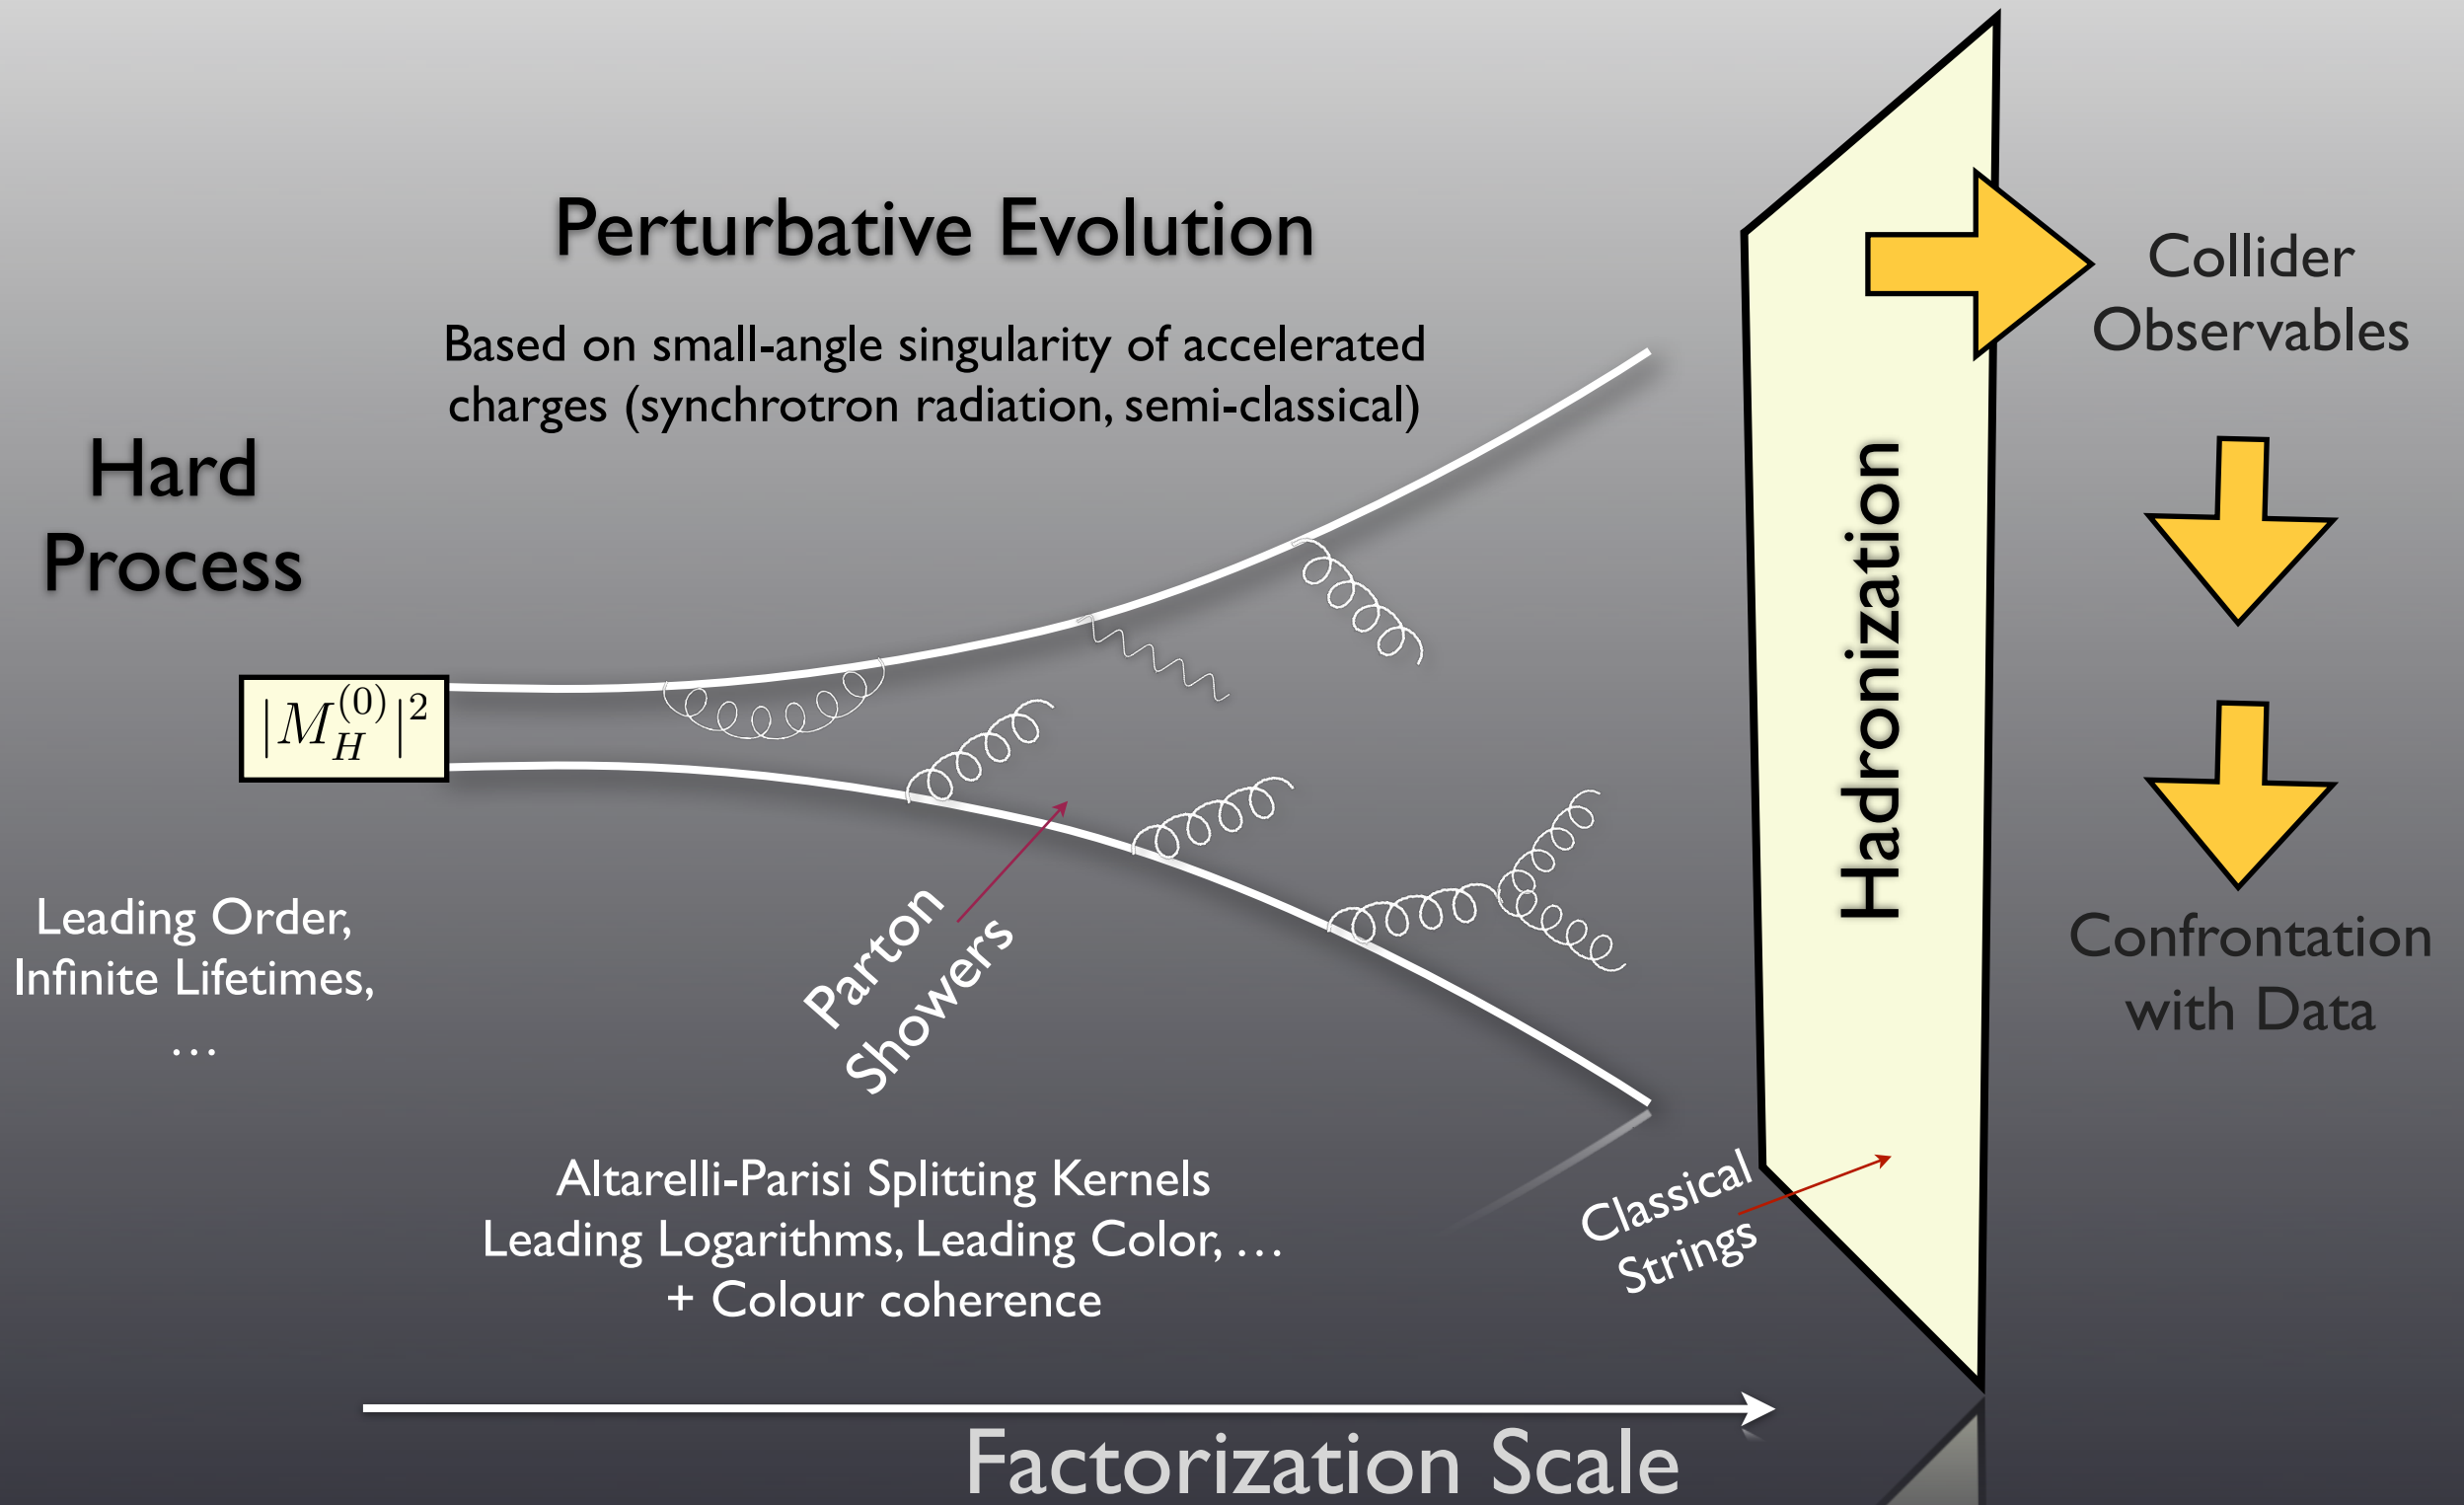 Perturbative Evolution
Based on small-angle singularity of accelerated
charges (synchrotron radiation, semi-classical)
Hard
Process
|M_H^{(0)}|^2
Leading Order,
Infinite Lifetimes,
…
Parton
Showers
Altarelli-Parisi Splitting Kernels
Leading Logarithms, Leading Color, …
+ Colour coherence
Classical
Strings
Hadronization
Collider
Observables
Confrontation
with Data
Factorization Scale